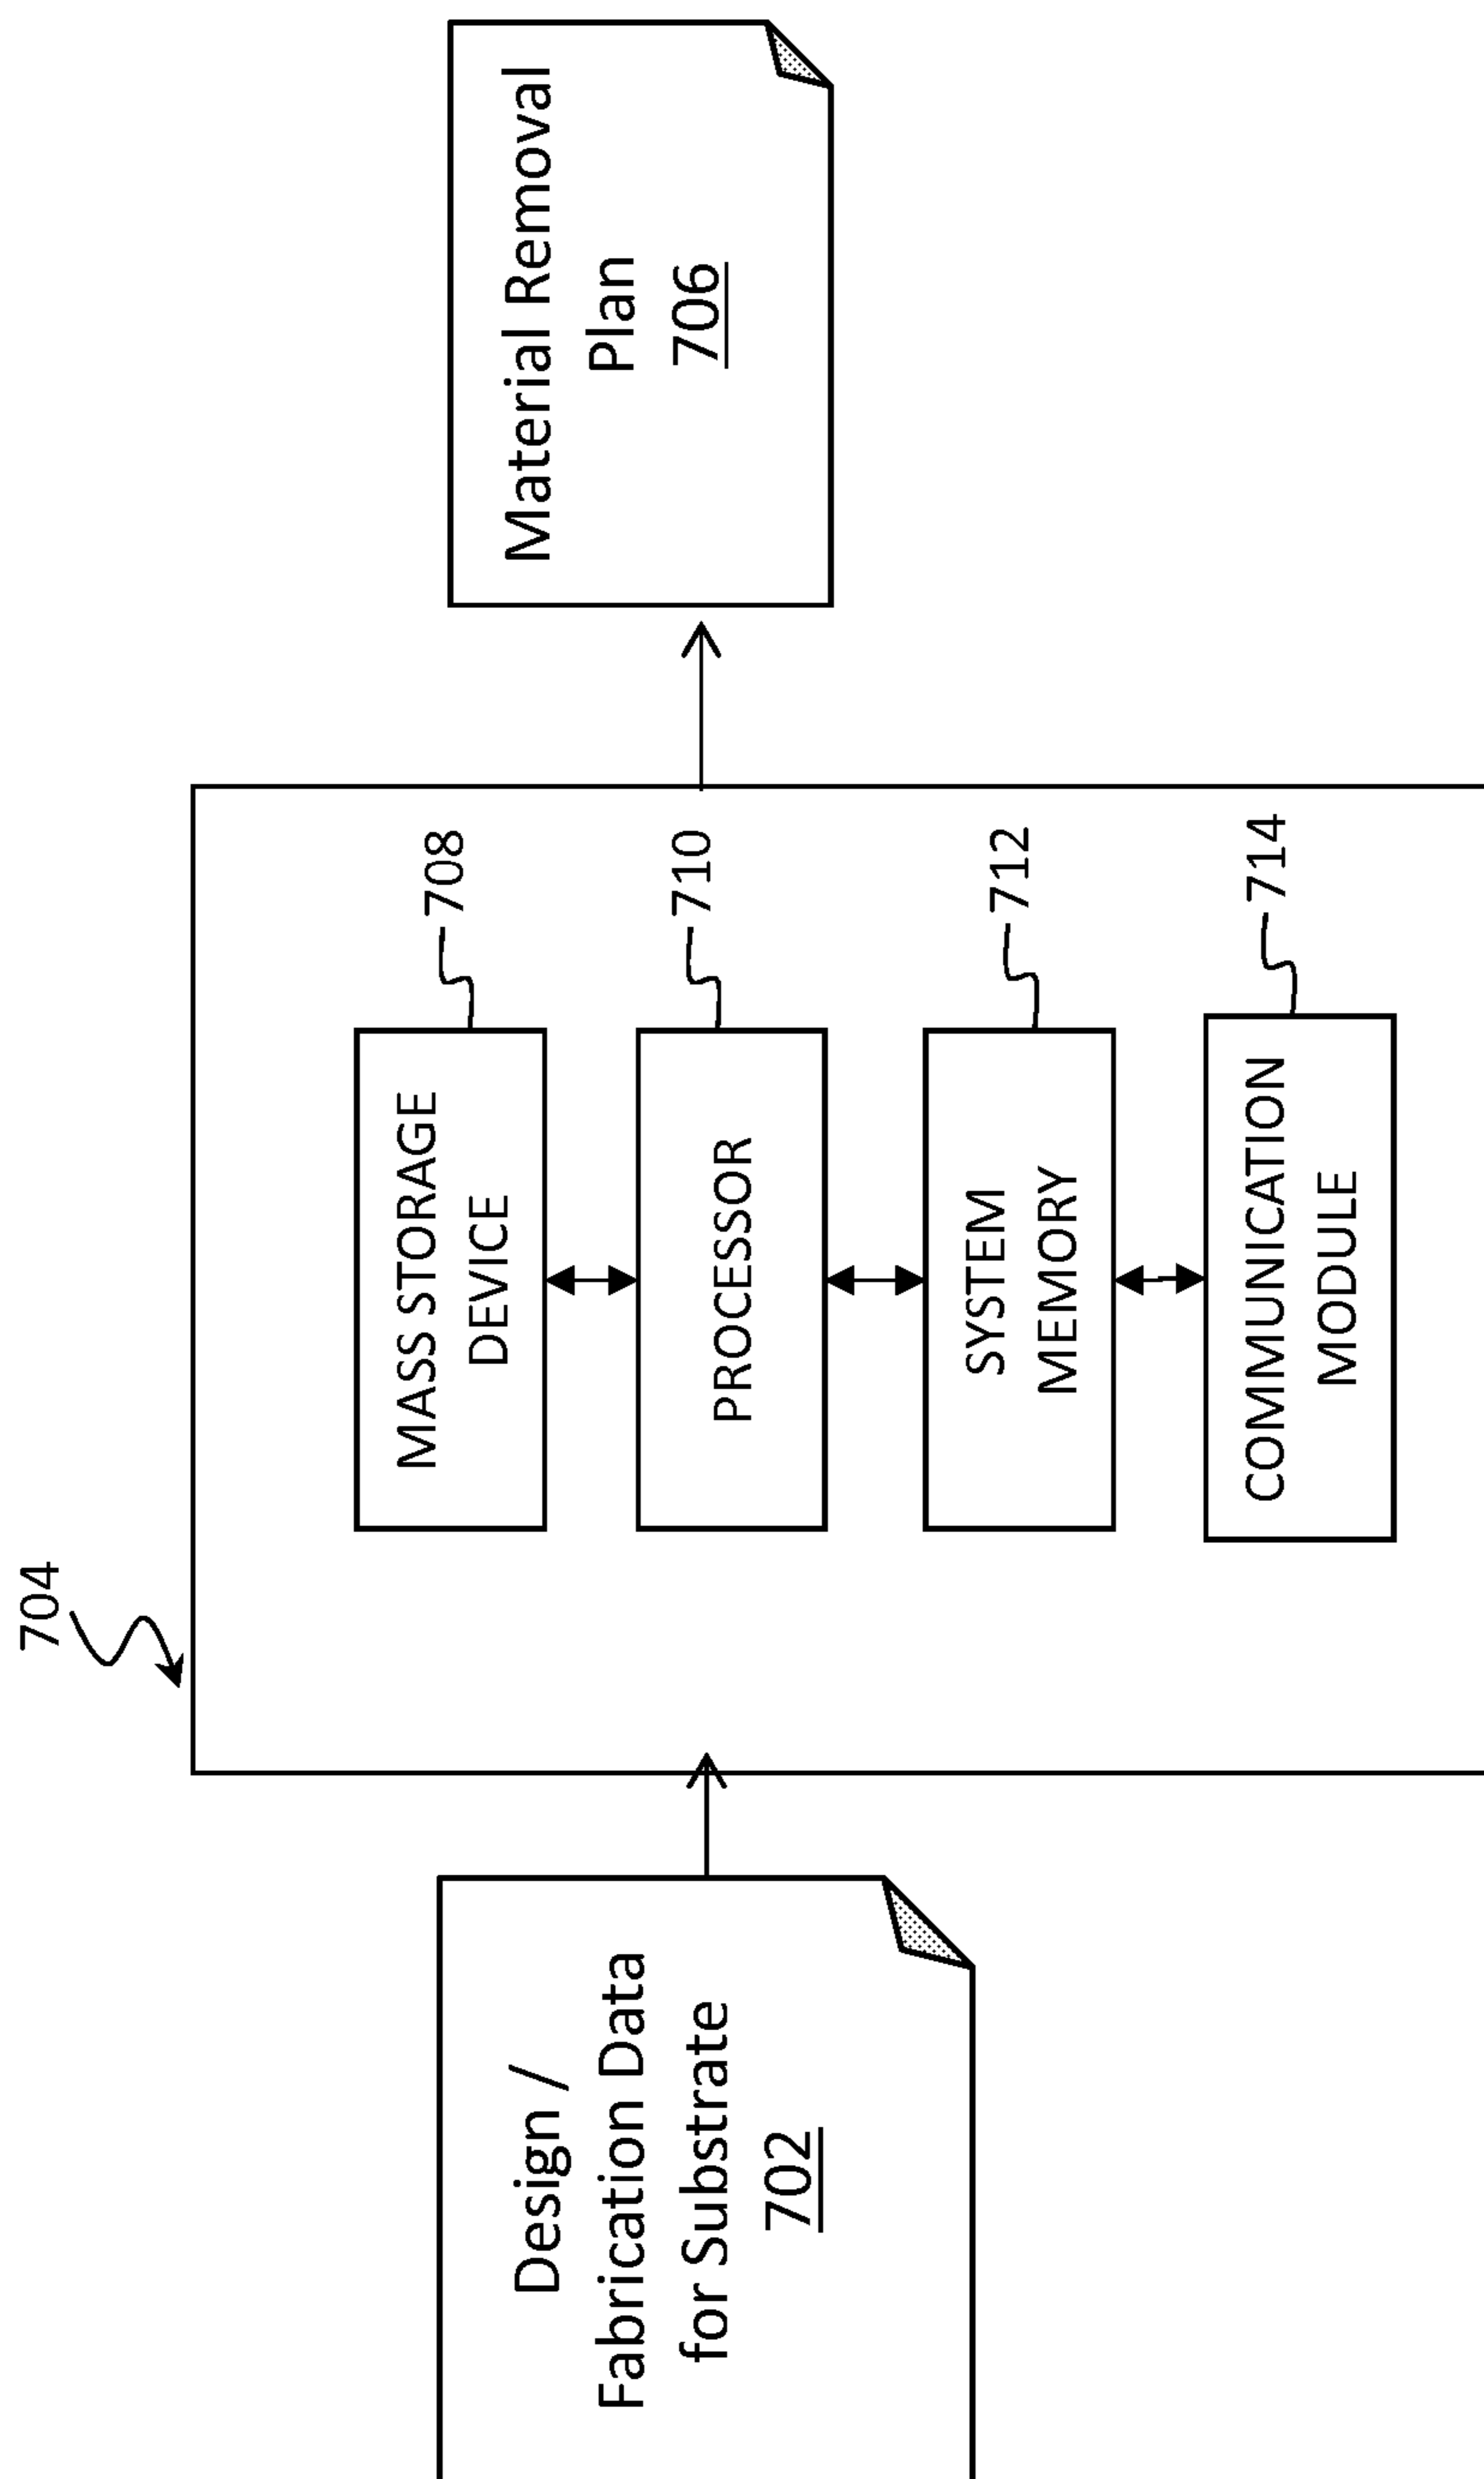 704
Design /
Fabrication Data
for Substrate
702
MASS STORAGE
DEVICE
708
PROCESSOR
710
SYSTEM
MEMORY
712
COMMUNICATION
MODULE
714
Material Removal
Plan
706